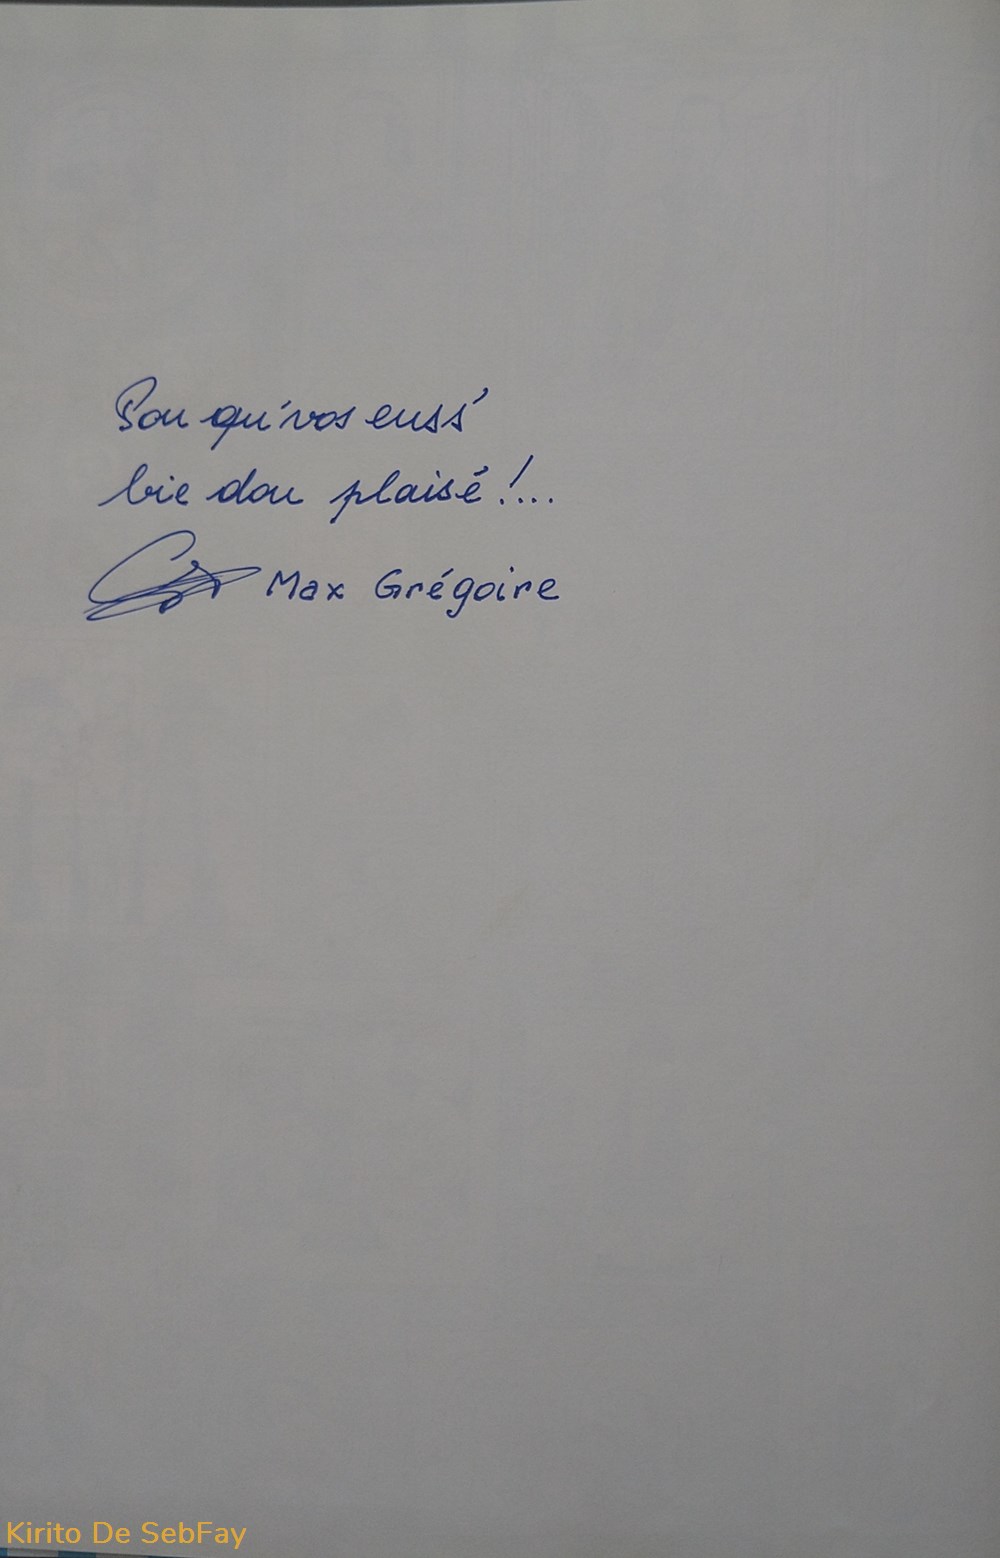 Pou qu'vos euss'
bie dou plaisé !...
Max Grégoire
Kirito De SebFay